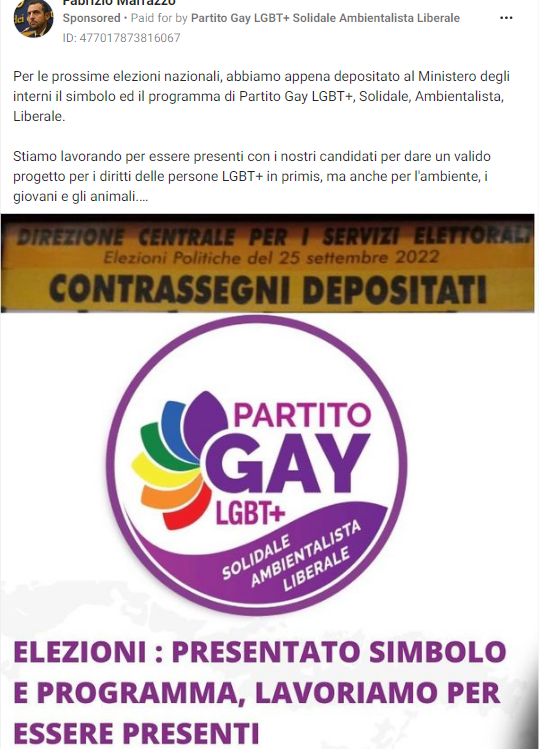 Fabrizio Marrazzo
Sponsored • Paid for by Partito Gay LGBT+ Solidale Ambientalista Liberale
ID: 477017873816067
Per le prossime elezioni nazionali, abbiamo appena depositato al Ministero degli
interni il simbolo ed il programma di Partito Gay LGBT+, Solidale, Ambientalista,
Liberale.
Stiamo lavorando per essere presenti con i nostri candidati per dare un valido
progetto per i diritti delle persone LGBT+ in primis, ma anche per l'ambiente, i
giovani e gli animali....
DIREZIONE CENTRALE PER I SERVIZI ELETTORALI
Elezioni Politiche del 25 settembre 2022
CONTRASSEGNI DEPOSITATI
PARTITO
GAY
LGBT+
SOLIDALE
AMBIENTALISTA
LIBERALE
ELEZIONI : PRESENTATO SIMBOLO
E PROGRAMMA, LAVORIAMO PER
ESSERE PRESENTI